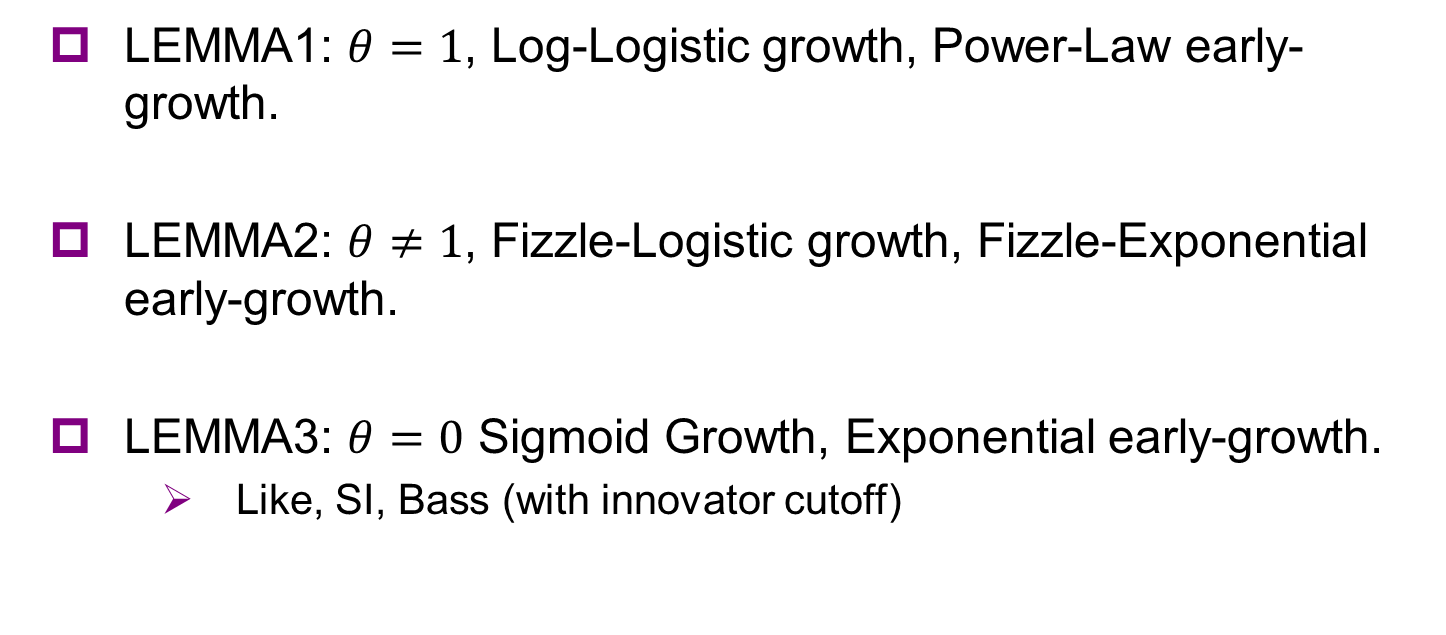 LEMMA1: θ = 1, Log-Logistic growth, Power-Law early-
growth.
LEMMA2: θ ≠ 1, Fizzle-Logistic growth, Fizzle-Exponential
early-growth.
LEMMA3: θ = 0 Sigmoid Growth, Exponential early-growth.
Like, SI, Bass (with innovator cutoff)